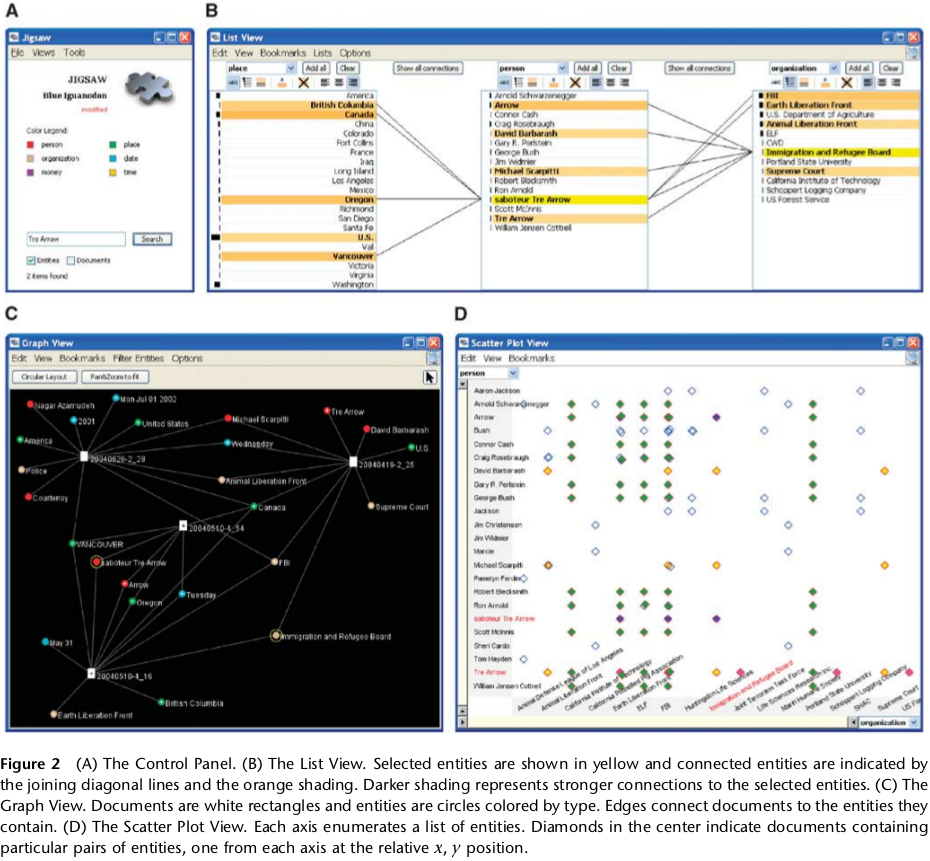 A
Jigsaw
File Views Tools
JIGSAW
Blue Iguanodon
modified
Color Legend:
person
place
organization
date
money
time
Tre Arrow
Search
Entities Documents
2 items found
B
List View
Edit View Bookmarks Lists Options
place Add all Clear Show all connections person Add all Clear Show all connections organization Add all Clear
America
British Columbia
Canada
China
Colorado
Fort Collins
France
Iraq
Long Island
Los Angeles
Mexico
Oregon
Richmond
San Diego
Santa Fe
U.S.
Vail
Vancouver
Victoria
Virginia
Washington
Arnold Schwarzenegger
Arrow
Connor Cash
Craig Rosebraugh
David Barbarash
Gary R. Perlstein
George Bush
Jim Widmier
Michael Scarpitti
Robert Blecksmith
Ron Arnold
saboteur Tre Arrow
Scott McInnis
Tre Arrow
William Jensen Cottrell
FBI
Earth Liberation Front
U.S. Department of Agriculture
Animal Liberation Front
ELF
CWD
Immigration and Refugee Board
Portland State University
Supreme Court
California Institute of Technology
Schoppert Logging Company
US Forrest Service
C
Graph View
Edit View Bookmarks Filter Entities Options
Circular Layout Pan&Zoom to fit
Mon Jul 01 2002
Nagar Azamudeh
Tre Arrow
2001
United States
Michael Scarpitti
David Barbarash
America
Wednesday
U.S.
20040628-2_28
20040419-2_25
Police
Animal Liberation Front
Courtenay
Canada
Supreme Court
20040510-4_54
VANCOUVER
saboteur Tre Arrow
FBI
Arrow
Tuesday
Oregon
Immigration and Refugee Board
May 31
20040510-4_16
British Columbia
Earth Liberation Front
D
Scatter Plot View
Edit View Bookmarks
person
Aaron Jackson
Arnold Schwarzenegger
Arrow
Bush
Connor Cash
Craig Rosebraugh
David Barbarash
Gary R. Perlstein
George Bush
Jackson
Jim Christensen
Jim Widmier
Marcie
Michael Scarpitti
Pamelyn Ferdin
Robert Blecksmith
Ron Arnold
saboteur Tre Arrow
Scott McInnis
Sheri Cardo
Tom Hayden
Tre Arrow
William Jensen Cottrell
Animal Defense League of Los Angeles
Animal Liberation Front
California Institute of Technology
Earth Liberation Front
ELF
FBI
Huntingdon Life Sciences
Immigration and Refugee Board
Joint Terrorism Task Force
Life Sciences Research Inc.
Portland State University
Schoppert Logging Company
SHAC
Supreme Court
US For
organization
Figure 2 (A) The Control Panel. (B) The List View. Selected entities are shown in yellow and connected entities are indicated by
the joining diagonal lines and the orange shading. Darker shading represents stronger connections to the selected entities. (C) The
Graph View. Documents are white rectangles and entities are circles colored by type. Edges connect documents to the entities they
contain. (D) The Scatter Plot View. Each axis enumerates a list of entities. Diamonds in the center indicate documents containing
particular pairs of entities, one from each axis at the relative x, y position.